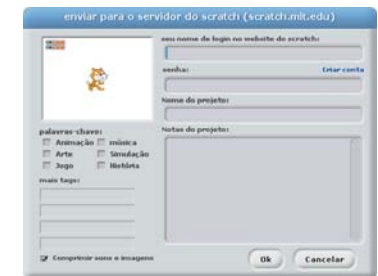 enviar para o servidor do scratch (scratch.mit.edu)
seu nome de login no website do scratch:
senha:
Criar conta
Nome do projeto:
Notas do projeto:
palavras-chave:
Animação
música
Arte
Simulação
Jogo
História
mais tags:
Comprimir sons e imagens
Ok
Cancelar